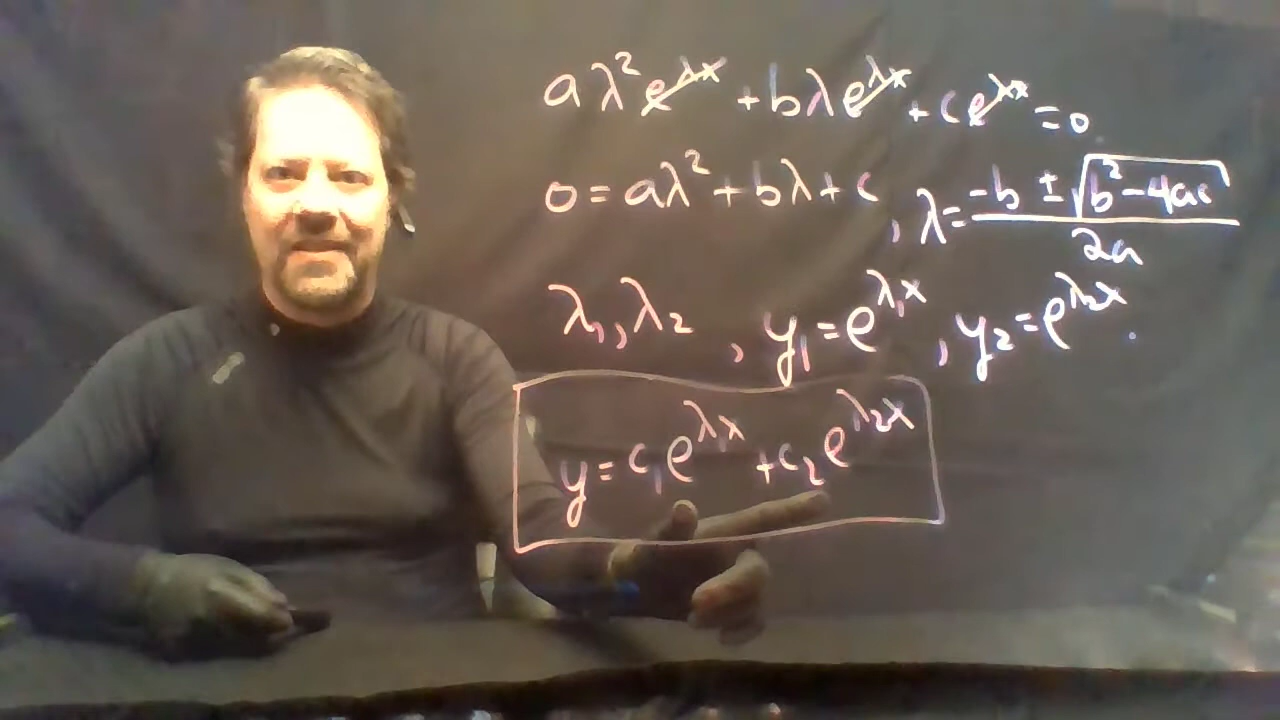 aλ²e^λx + bλe^λx + ce^λx = 0
0 = aλ² + bλ + c , λ = (-b ± √(b² - 4ac)) / 2a
λ₁, λ₂ , y₁ = e^λ₁x , y₂ = e^λ₂x .
y = c₁e^λ₁x + c₂e^λ₂x